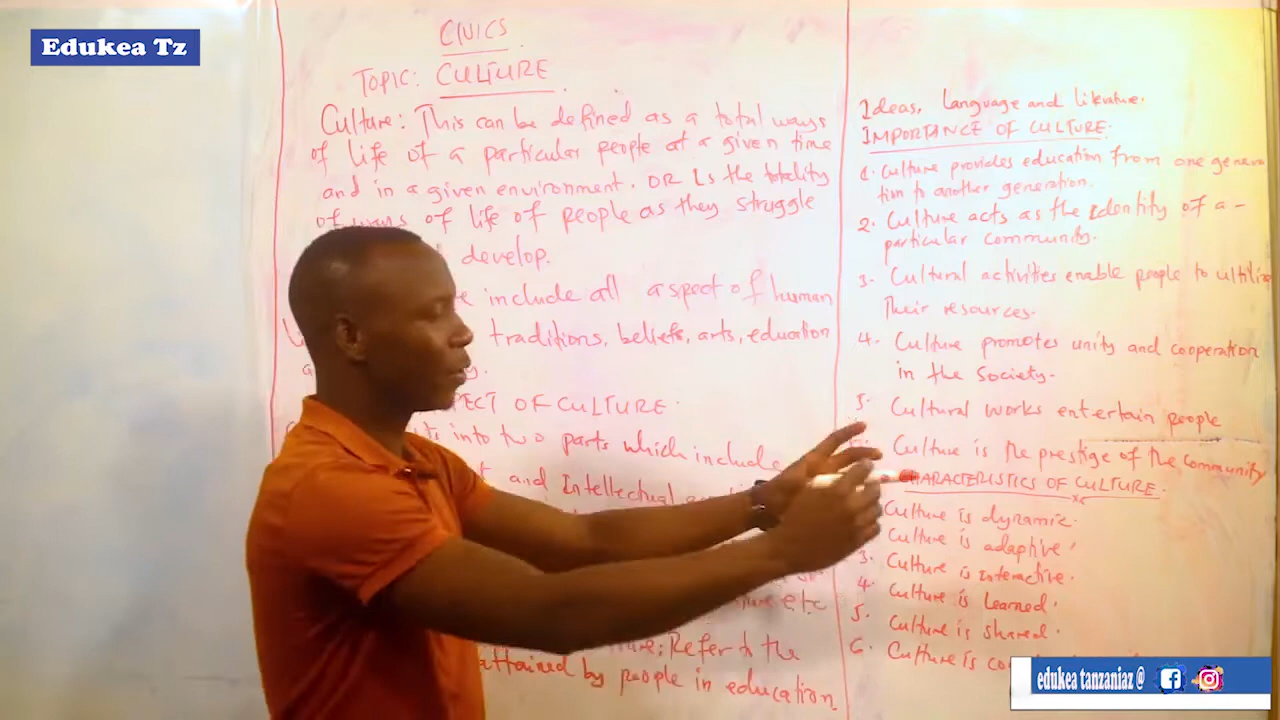 Edukea Tz
CIVICS
TOPIC: CULTURE
Culture: This can be defined as a total ways
of life of a particular people at a given time
and in a given environment. OR Is the totality
of ways of life of people as they struggle
develop.
include all aspect of human
traditions, beliefs, arts, education
OF CULTURE
into two parts which include
and Intellectual
etc
Refer to the
attained by people in education
Ideas, Language and literature.
IMPORTANCE OF CULTURE:
1. Culture provides education from one genera
tion to another generation.
2. Culture acts as the identity of a -
particular community.
3. Cultural activities enable people to
Their resources.
4. Culture promotes unity and cooperation
in the society.
5. Cultural works entertain people
Culture is the prestige of the community
CHARACTERISTICS OF CULTURE.
Culture is dynamic.
Culture is adaptive
3. Culture is interactive.
4. Culture is learned.
5. Culture is shared.
6. Culture is
edukea tanzaniaz @